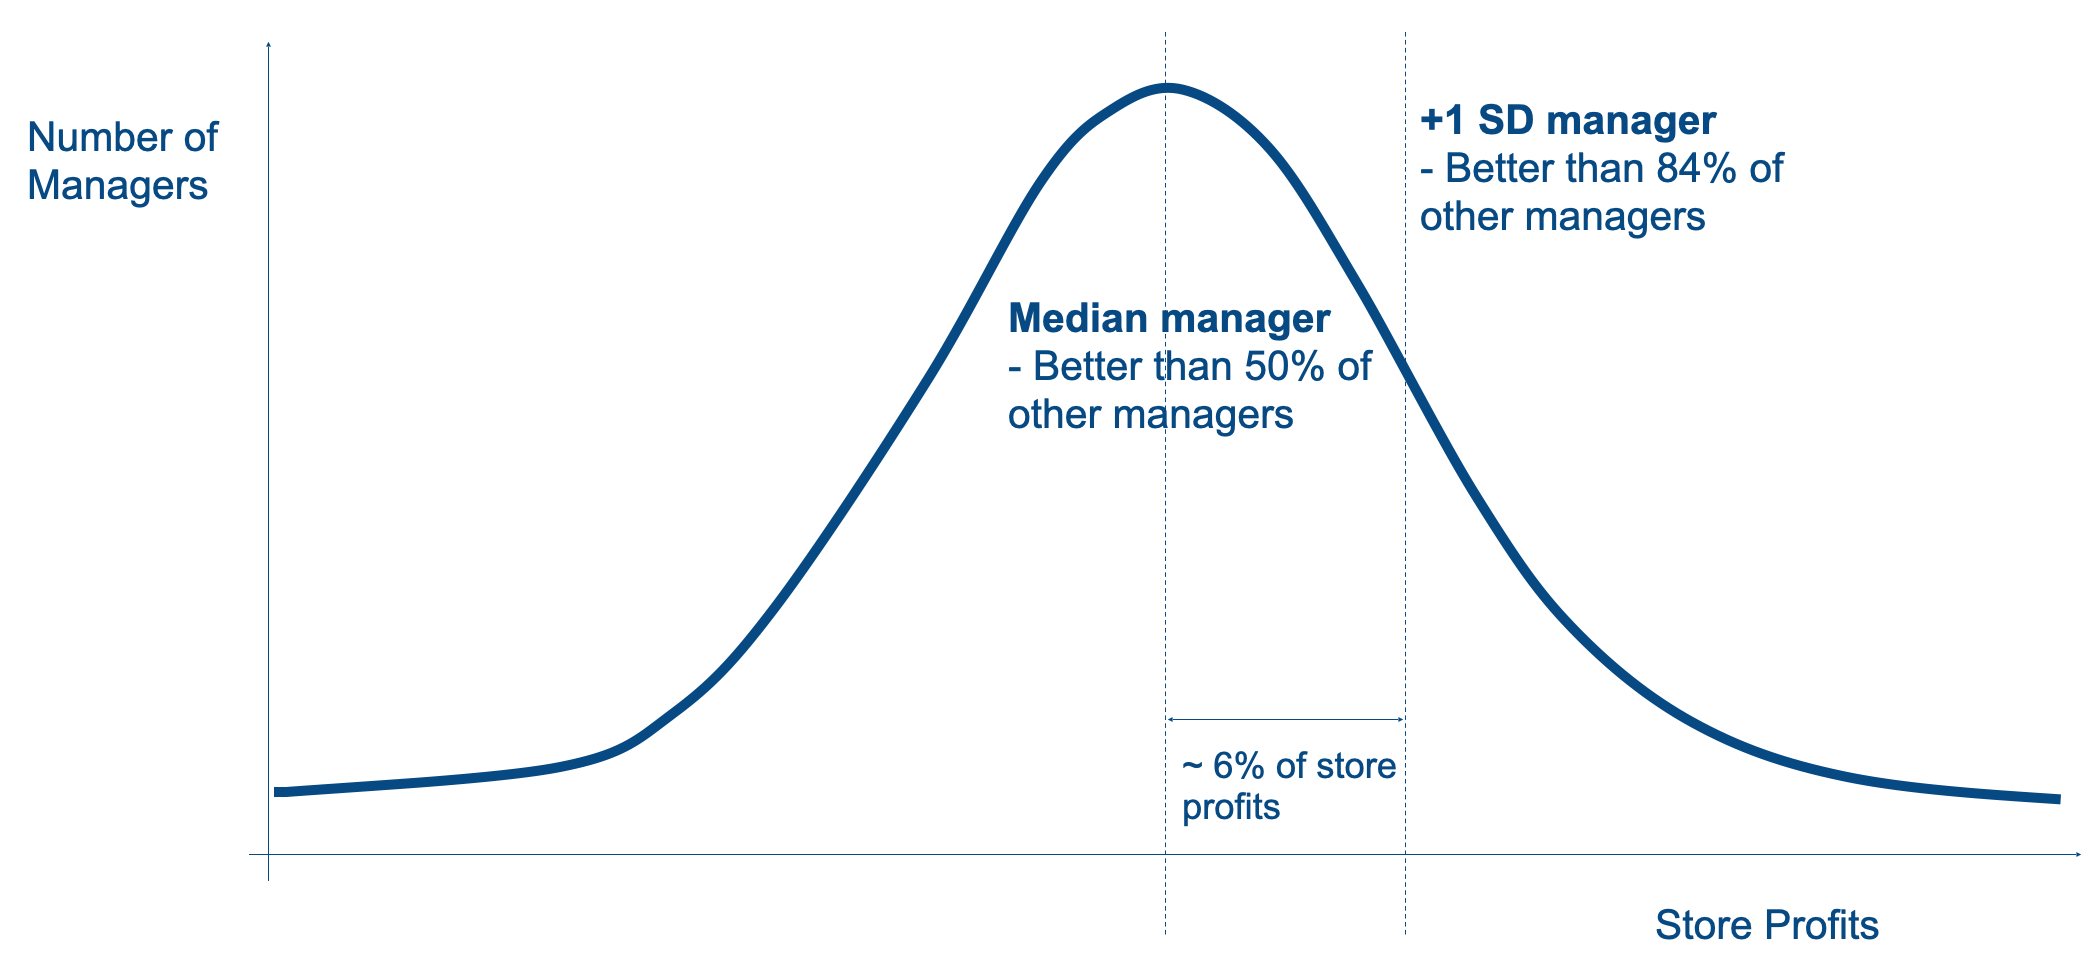 Number of
Managers
+1 SD manager
- Better than 84% of
other managers
Median manager
- Better than 50% of
other managers
~ 6% of store
profits
Store Profits